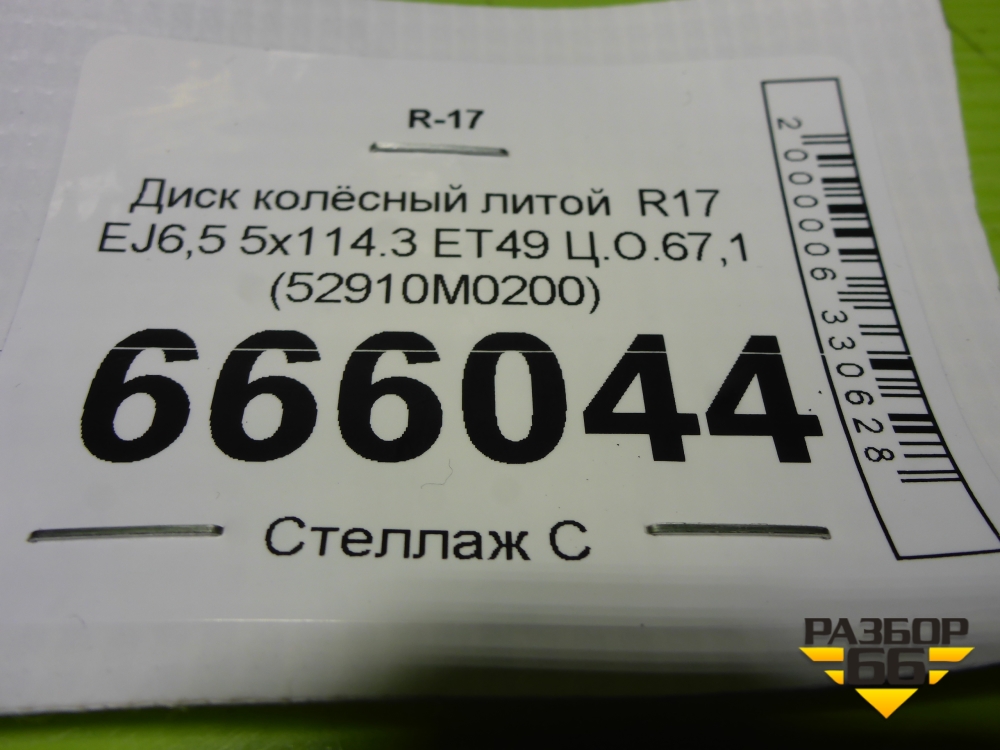 R-17
Диск колёсный литой R17
EJ6,5 5x114.3 ET49 Ц.О.67,1
(52910M0200)
666044
Стеллаж С
2000006330628
РАЗБОР
66